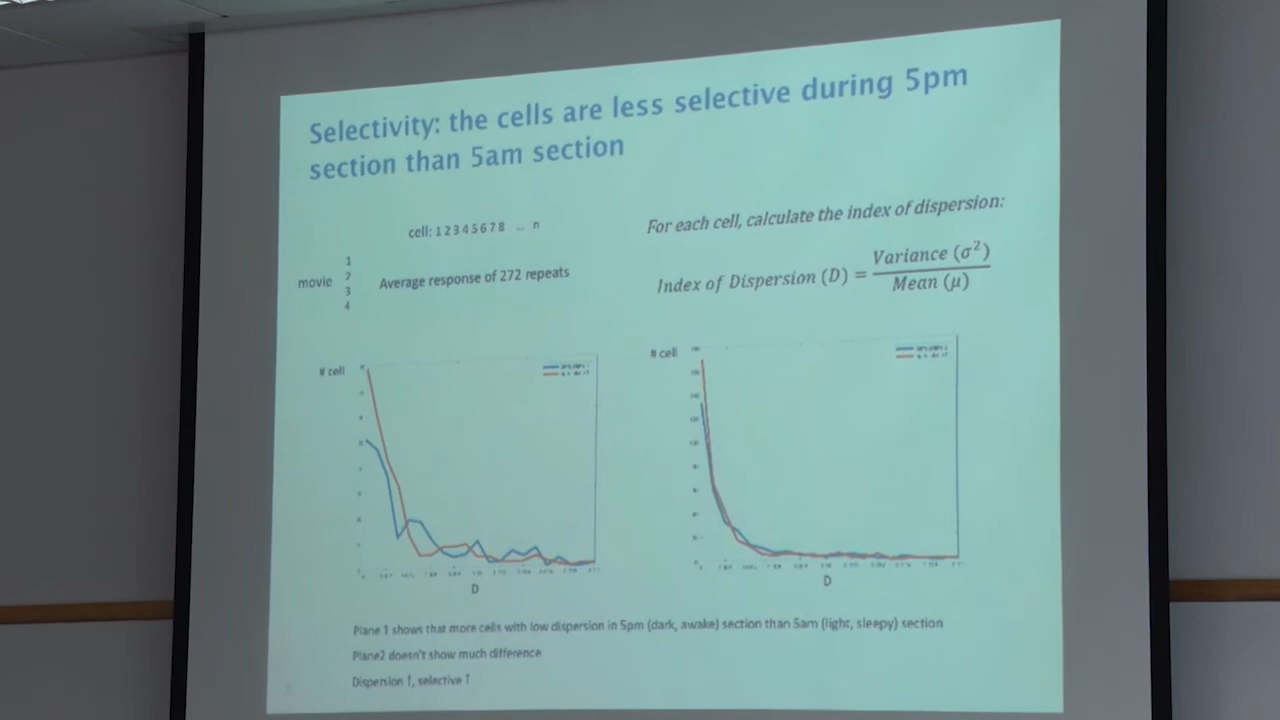 Selectivity: the cells are less selective during 5pm
section than 5am section
cell: 1 2 3 4 5 6 7 8 ... n
movie
1
2
3
4
Average response of 272 repeats
For each cell, calculate the index of dispersion:
Index of Dispersion (D) = Variance (σ²) / Mean (μ)
# cell
D
# cell
D
Plane 1 shows that more cells with low dispersion in 5pm (dark, awake) section than 5am (light, sleepy) section
Plane2 doesn't show much difference
Dispersion ↑, selective ↑